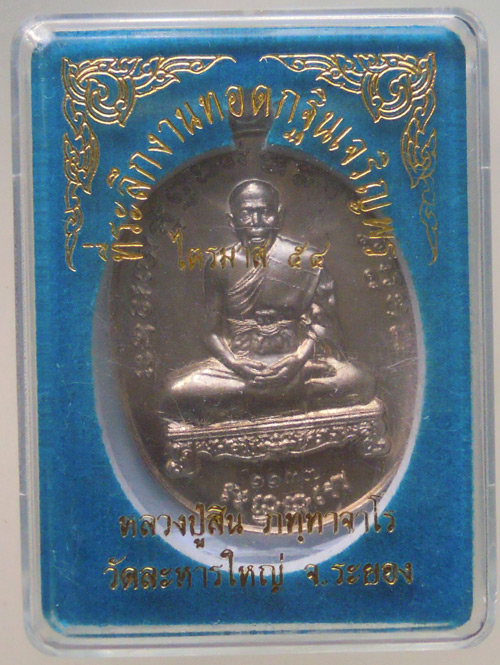 ที่ระลึกงานทอดกฐินเจริญพร
ไตรมาส ๕๔
หลวงปู่สิน ภทฺทาจาโร
วัดละหารใหญ่ จ.ระยอง